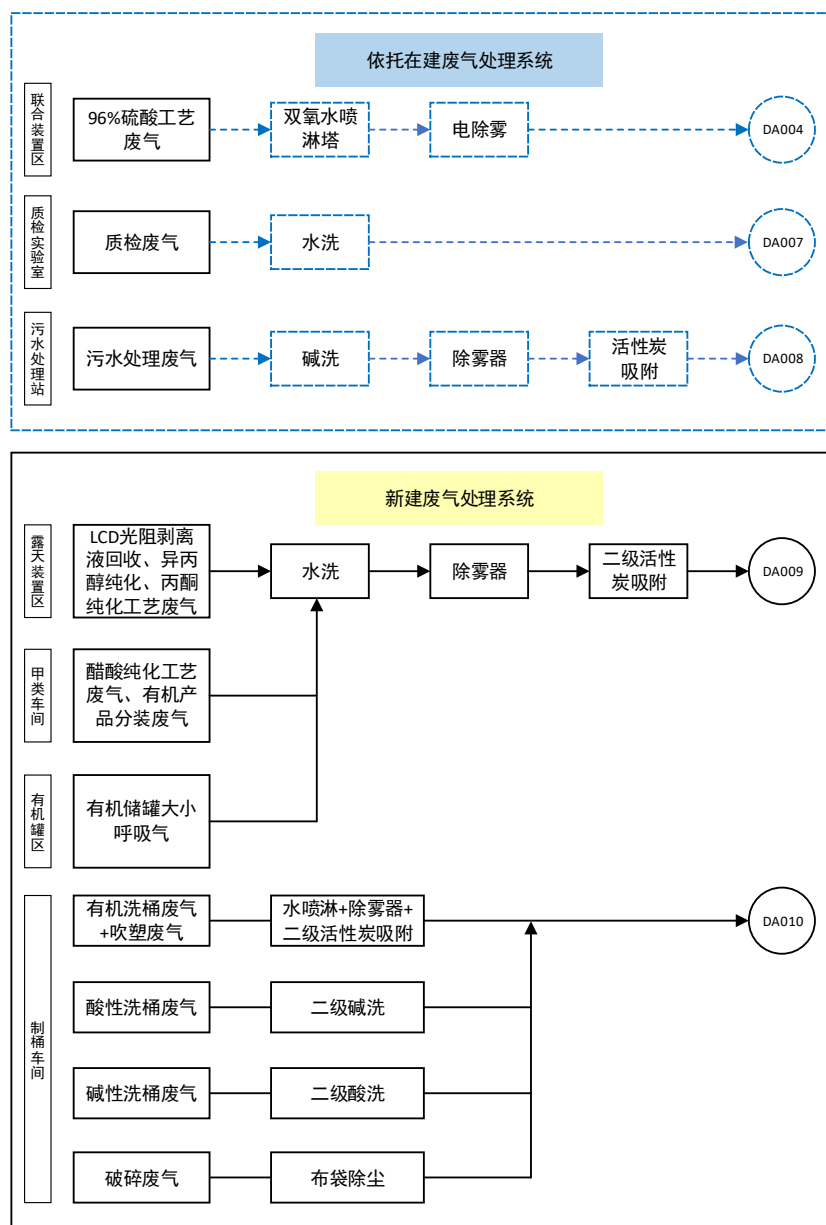 依托在建废气处理系统
联合装置区
96%硫酸工艺
废气
双氧水喷
淋塔
电除雾
DA004
质检实验室
质检废气
水洗
DA007
污水处理站
污水处理废气
碱洗
除雾器
活性炭
吸附
DA008
新建废气处理系统
露天装置区
LCD光阻剥离
液回收、异丙
醇纯化、丙酮
纯化工艺废气
水洗
除雾器
二级活性
炭吸附
DA009
甲类车间
醋酸纯化工艺
废气、有机产
品分装废气
有机罐区
有机储罐大小
呼吸气
制桶车间
有机洗桶废气
+吹塑废气
水喷淋+除雾器+
二级活性炭吸附
DA010
酸性洗桶废气
二级碱洗
碱性洗桶废气
二级酸洗
破碎废气
布袋除尘